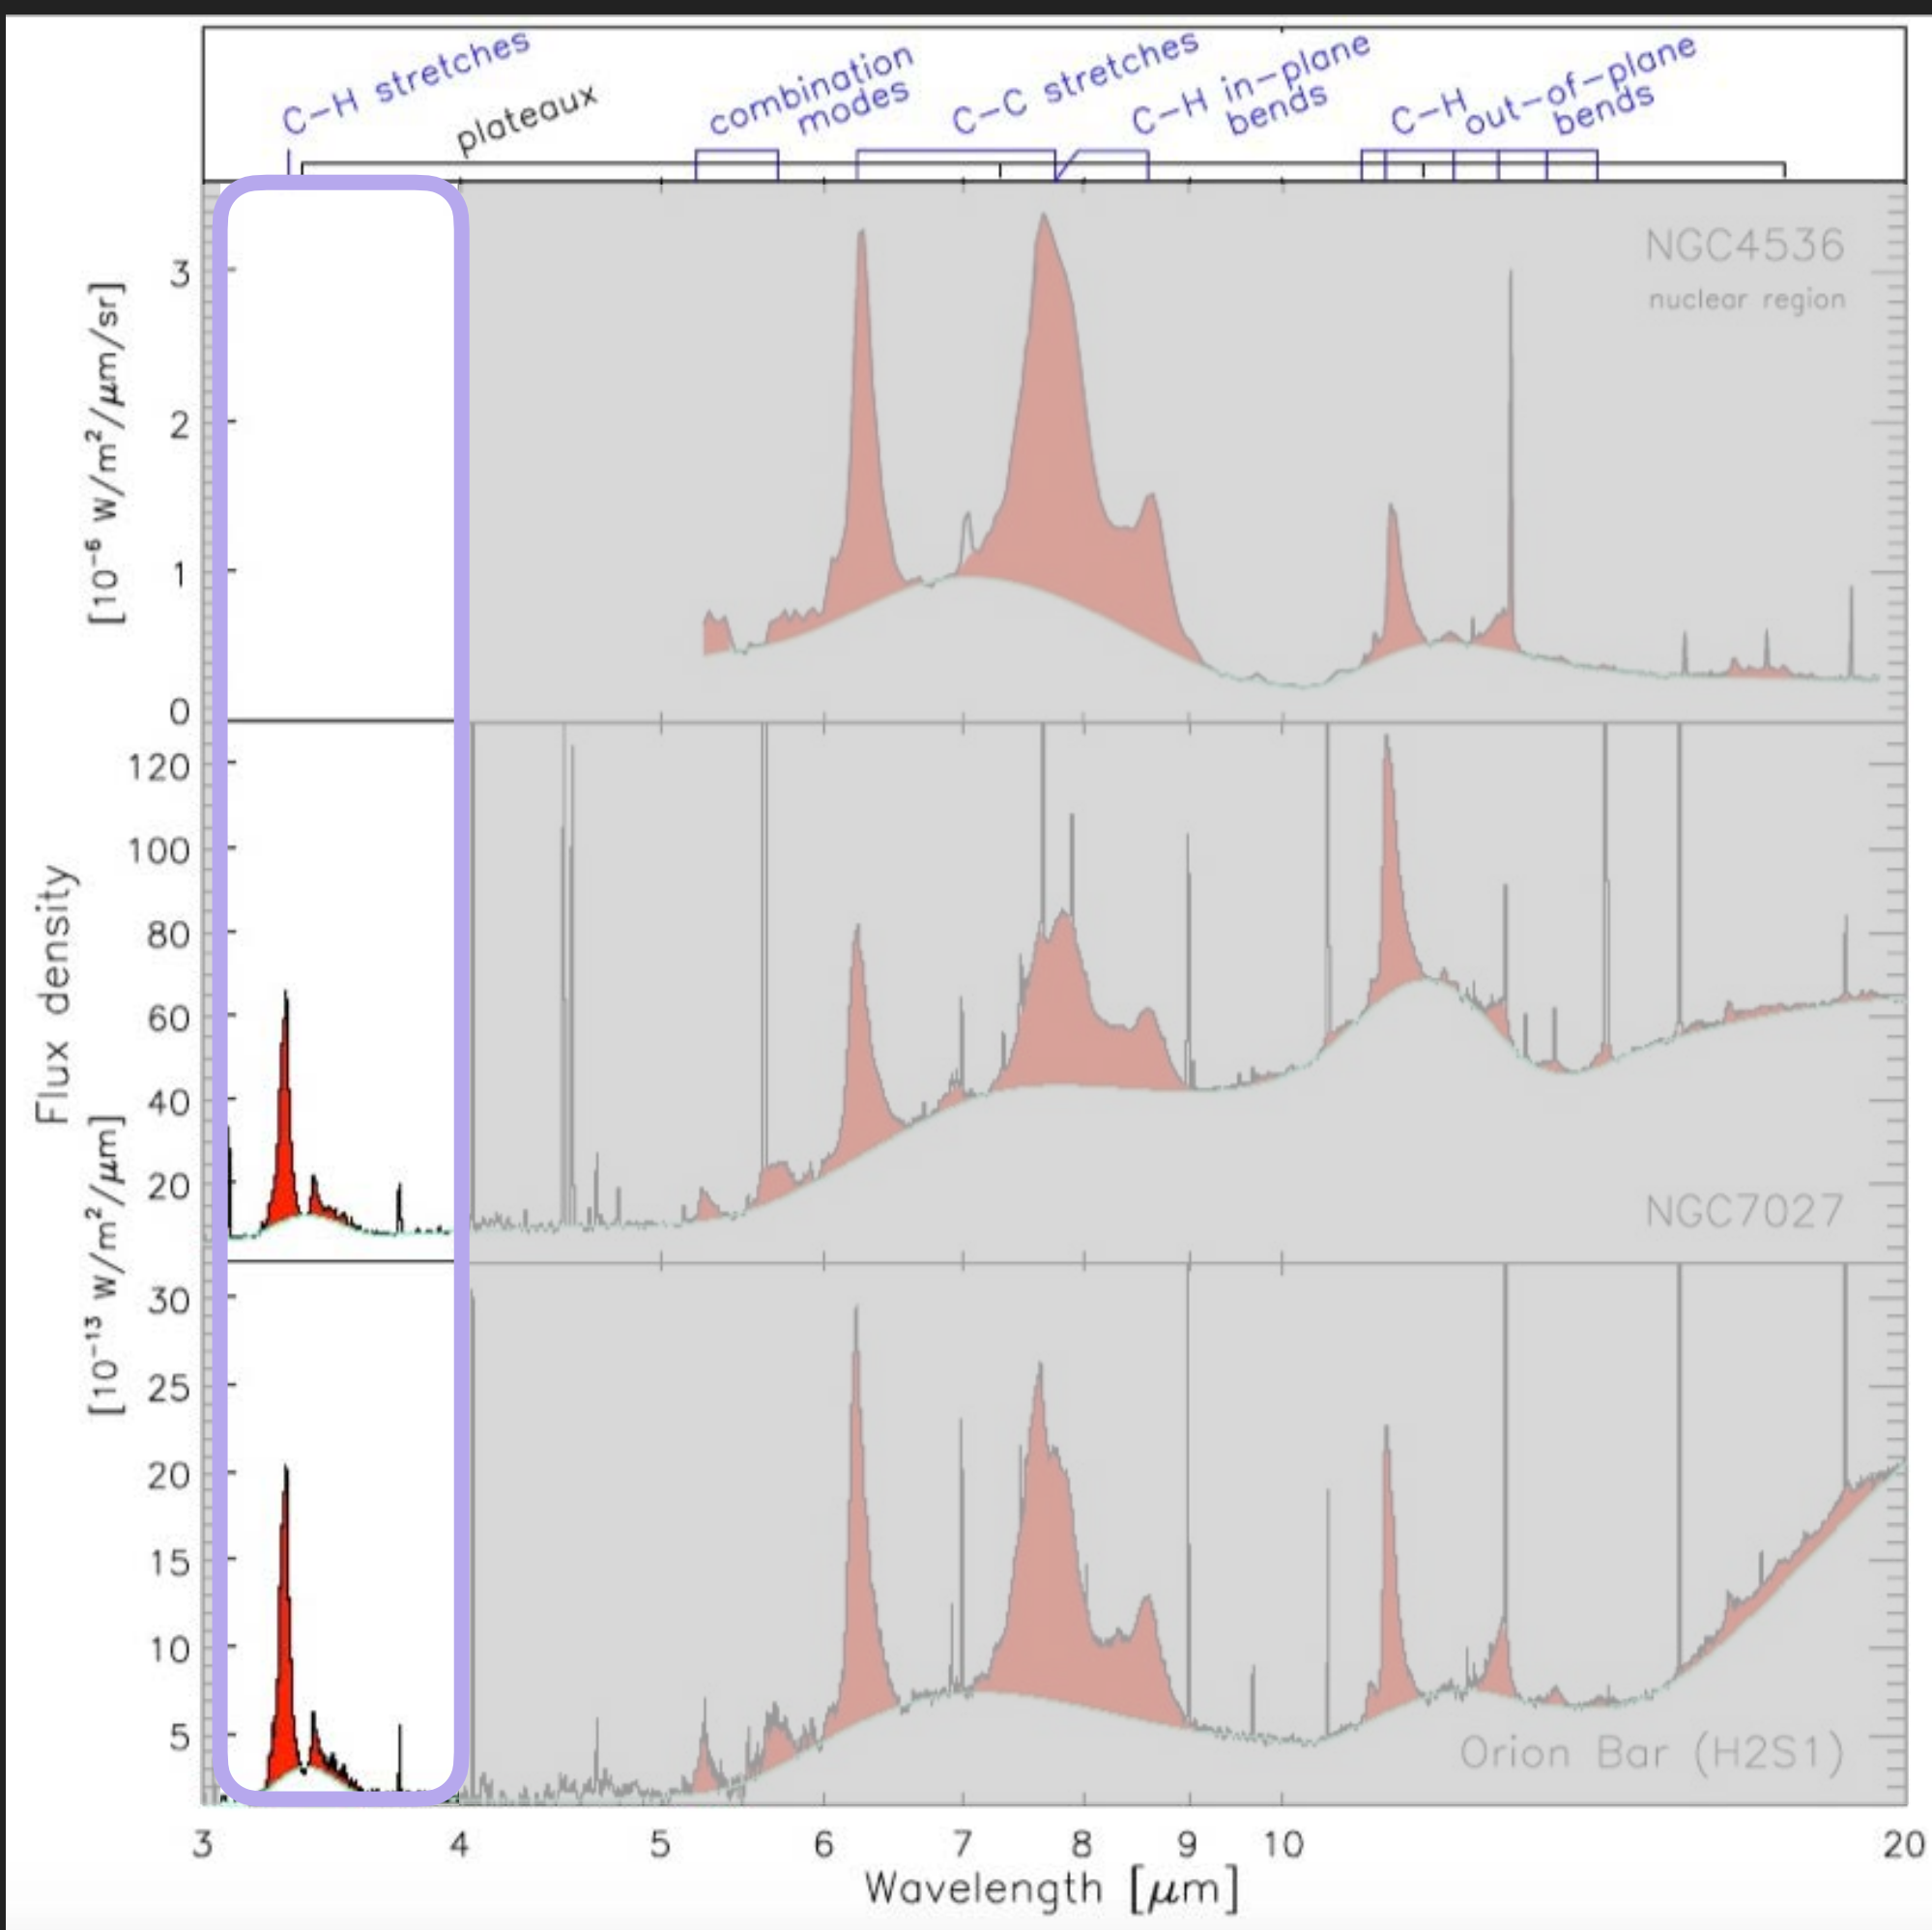 C-H stretches
plateaux
combination
modes
C-C stretches
C-H in-plane
bends
C-H out-of-plane
bends
NGC4536
nuclear region
3
2
1
0
[10⁻⁶ W/m²/μm/sr]
120
100
80
60
40
20
NGC7027
Flux density
[10⁻¹³ W/m²/μm]
30
25
20
15
10
5
Orion Bar (H2S1)
3 4 5 6 7 8 9 10 20
Wavelength [μm]